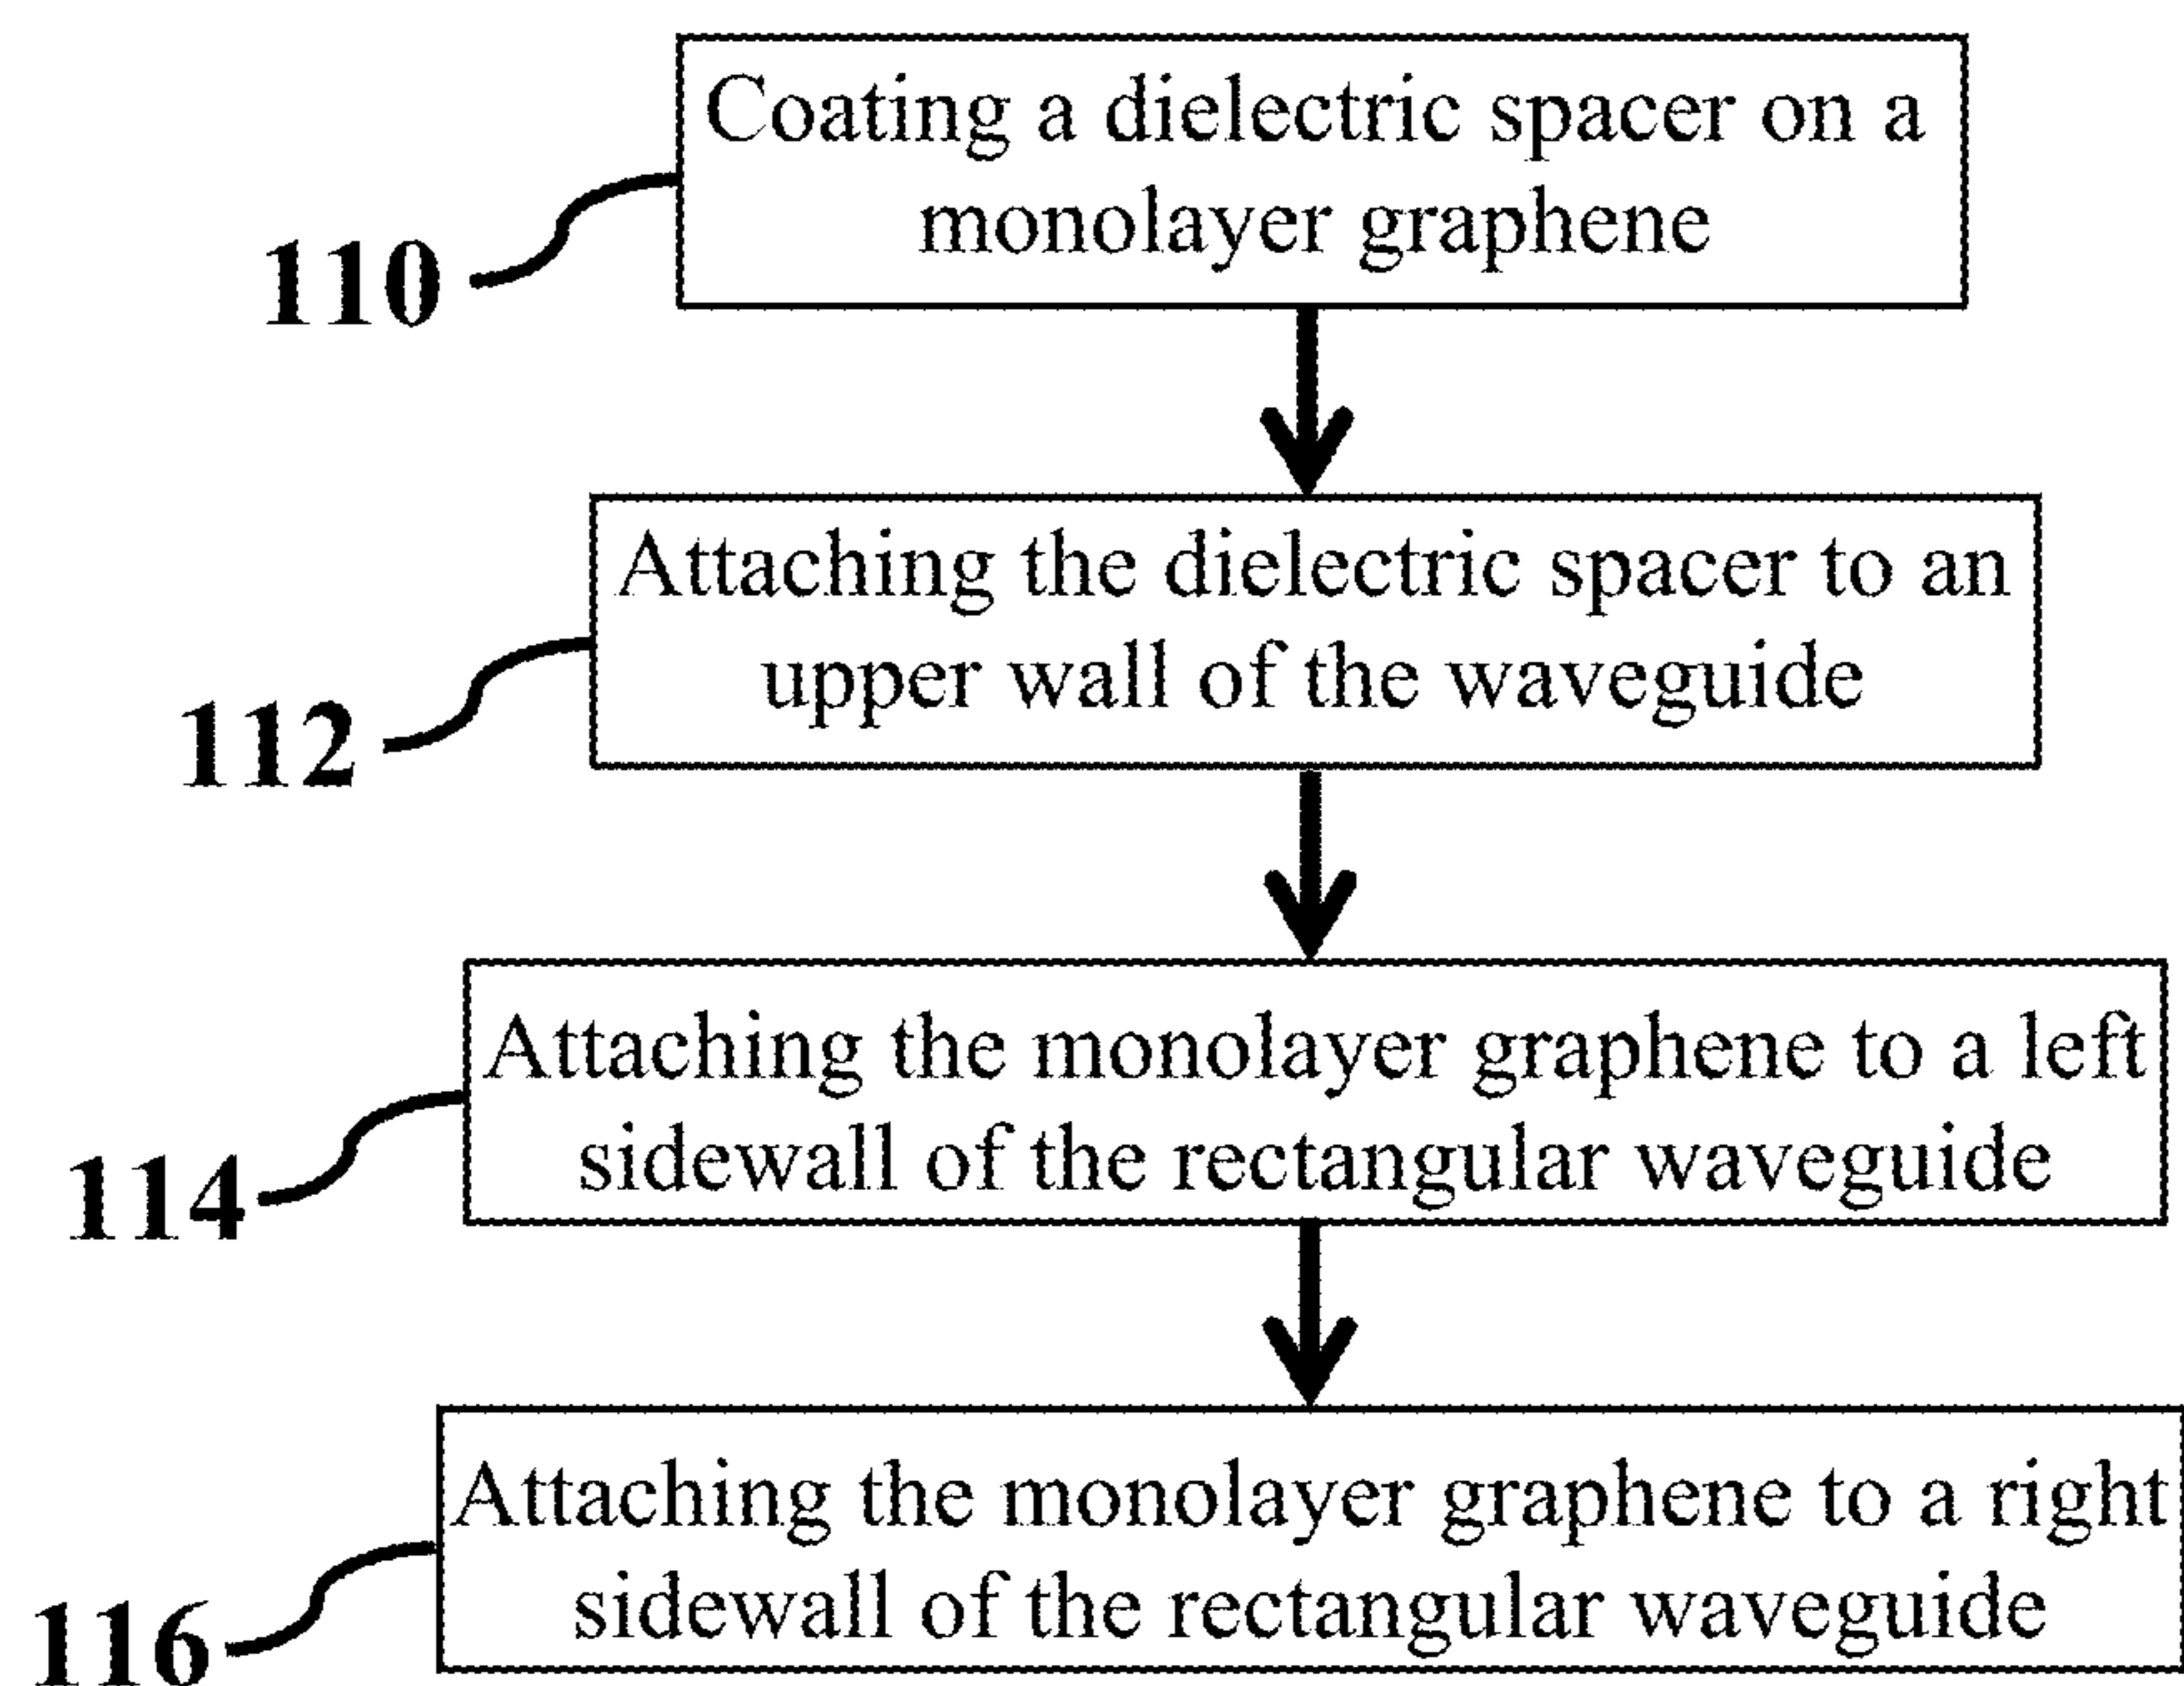 Coating a dielectric spacer on a
monolayer graphene
110
Attaching the dielectric spacer to an
upper wall of the waveguide
112
Attaching the monolayer graphene to a left
sidewall of the rectangular waveguide
114
Attaching the monolayer graphene to a right
sidewall of the rectangular waveguide
116